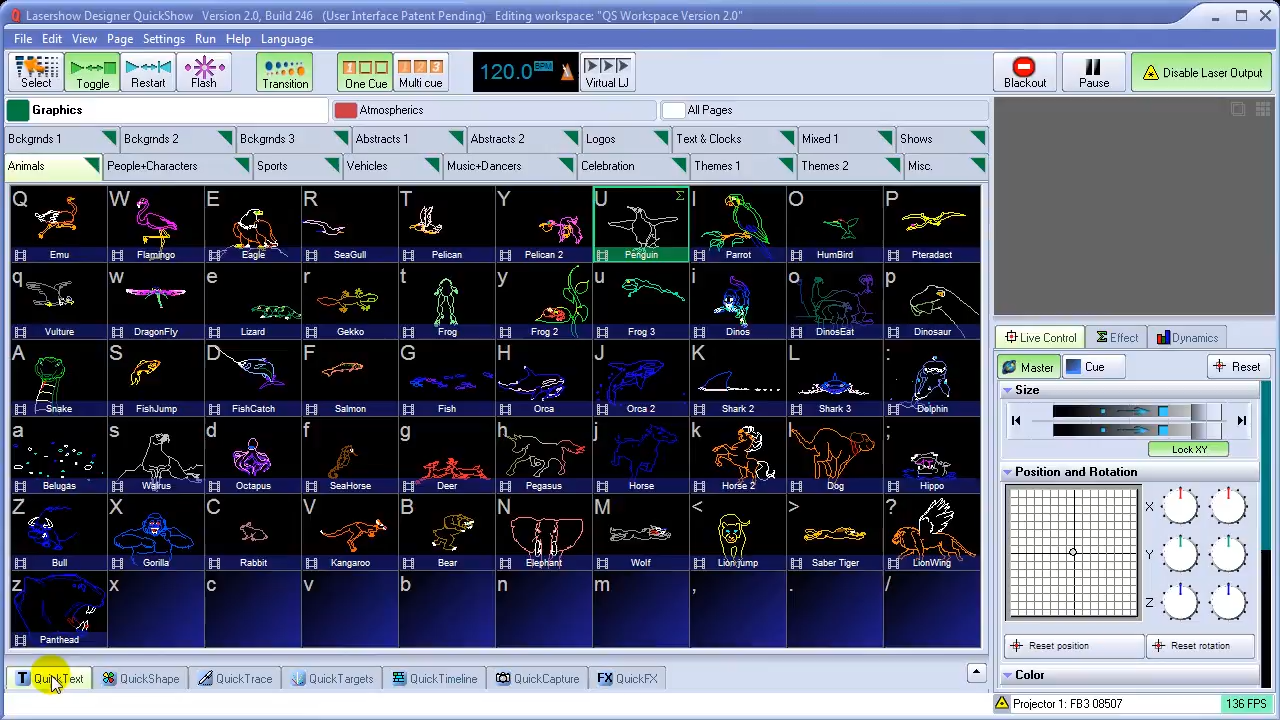 Lasershow Designer QuickShow Version 2.0, Build 246 (User Interface Patent Pending) Editing workspace: "QS Workspace Version 2.0"
File Edit View Page Settings Run Help Language
Select Toggle Restart Flash Transition One Cue Multi cue 120.0 BPM Virtual LJ Blackout Pause Disable Laser Output
Graphics Atmospherics All Pages
Bckgrnds 1 Bckgrnds 2 Bckgrnds 3 Abstracts 1 Abstracts 2 Logos Text & Clocks Mixed 1 Shows
Animals People+Characters Sports Vehicles Music+Dancers Celebration Themes 1 Themes 2 Misc.
Q W E R T Y U Σ I O P
Emu Flamingo Eagle SeaGull Pelican Pelican 2 Penguin Parrot HumBird Pteradact
q w e r t y u i o p
Vulture DragonFly Lizard Gekko Frog Frog 2 Frog 3 Dinos DinosEat Dinosaur
A S D F G H J K L :
Snake FishJump FishCatch Salmon Fish Orca Orca 2 Shark 2 Shark 3 Dolphin
a s d f g h j k l ;
Belugas Walrus Octapus SeaHorse Deer Pegasus Horse Horse 2 Dog Hippo
Z X C V B N M < > ?
Bull Gorilla Rabbit Kangaroo Bear Elephant Wolf Lionjump Saber Tiger LionWing
z x c v b n m , . /
Panthead
T QuickText QuickShape QuickTrace QuickTargets QuickTimeline QuickCapture FX QuickFX
Live Control Σ Effect Dynamics
Master Cue Reset
Size
Lock XY
Position and Rotation
X
Y
Z
Reset position Reset rotation
Color
Projector 1: FB3 08507 136 FPS